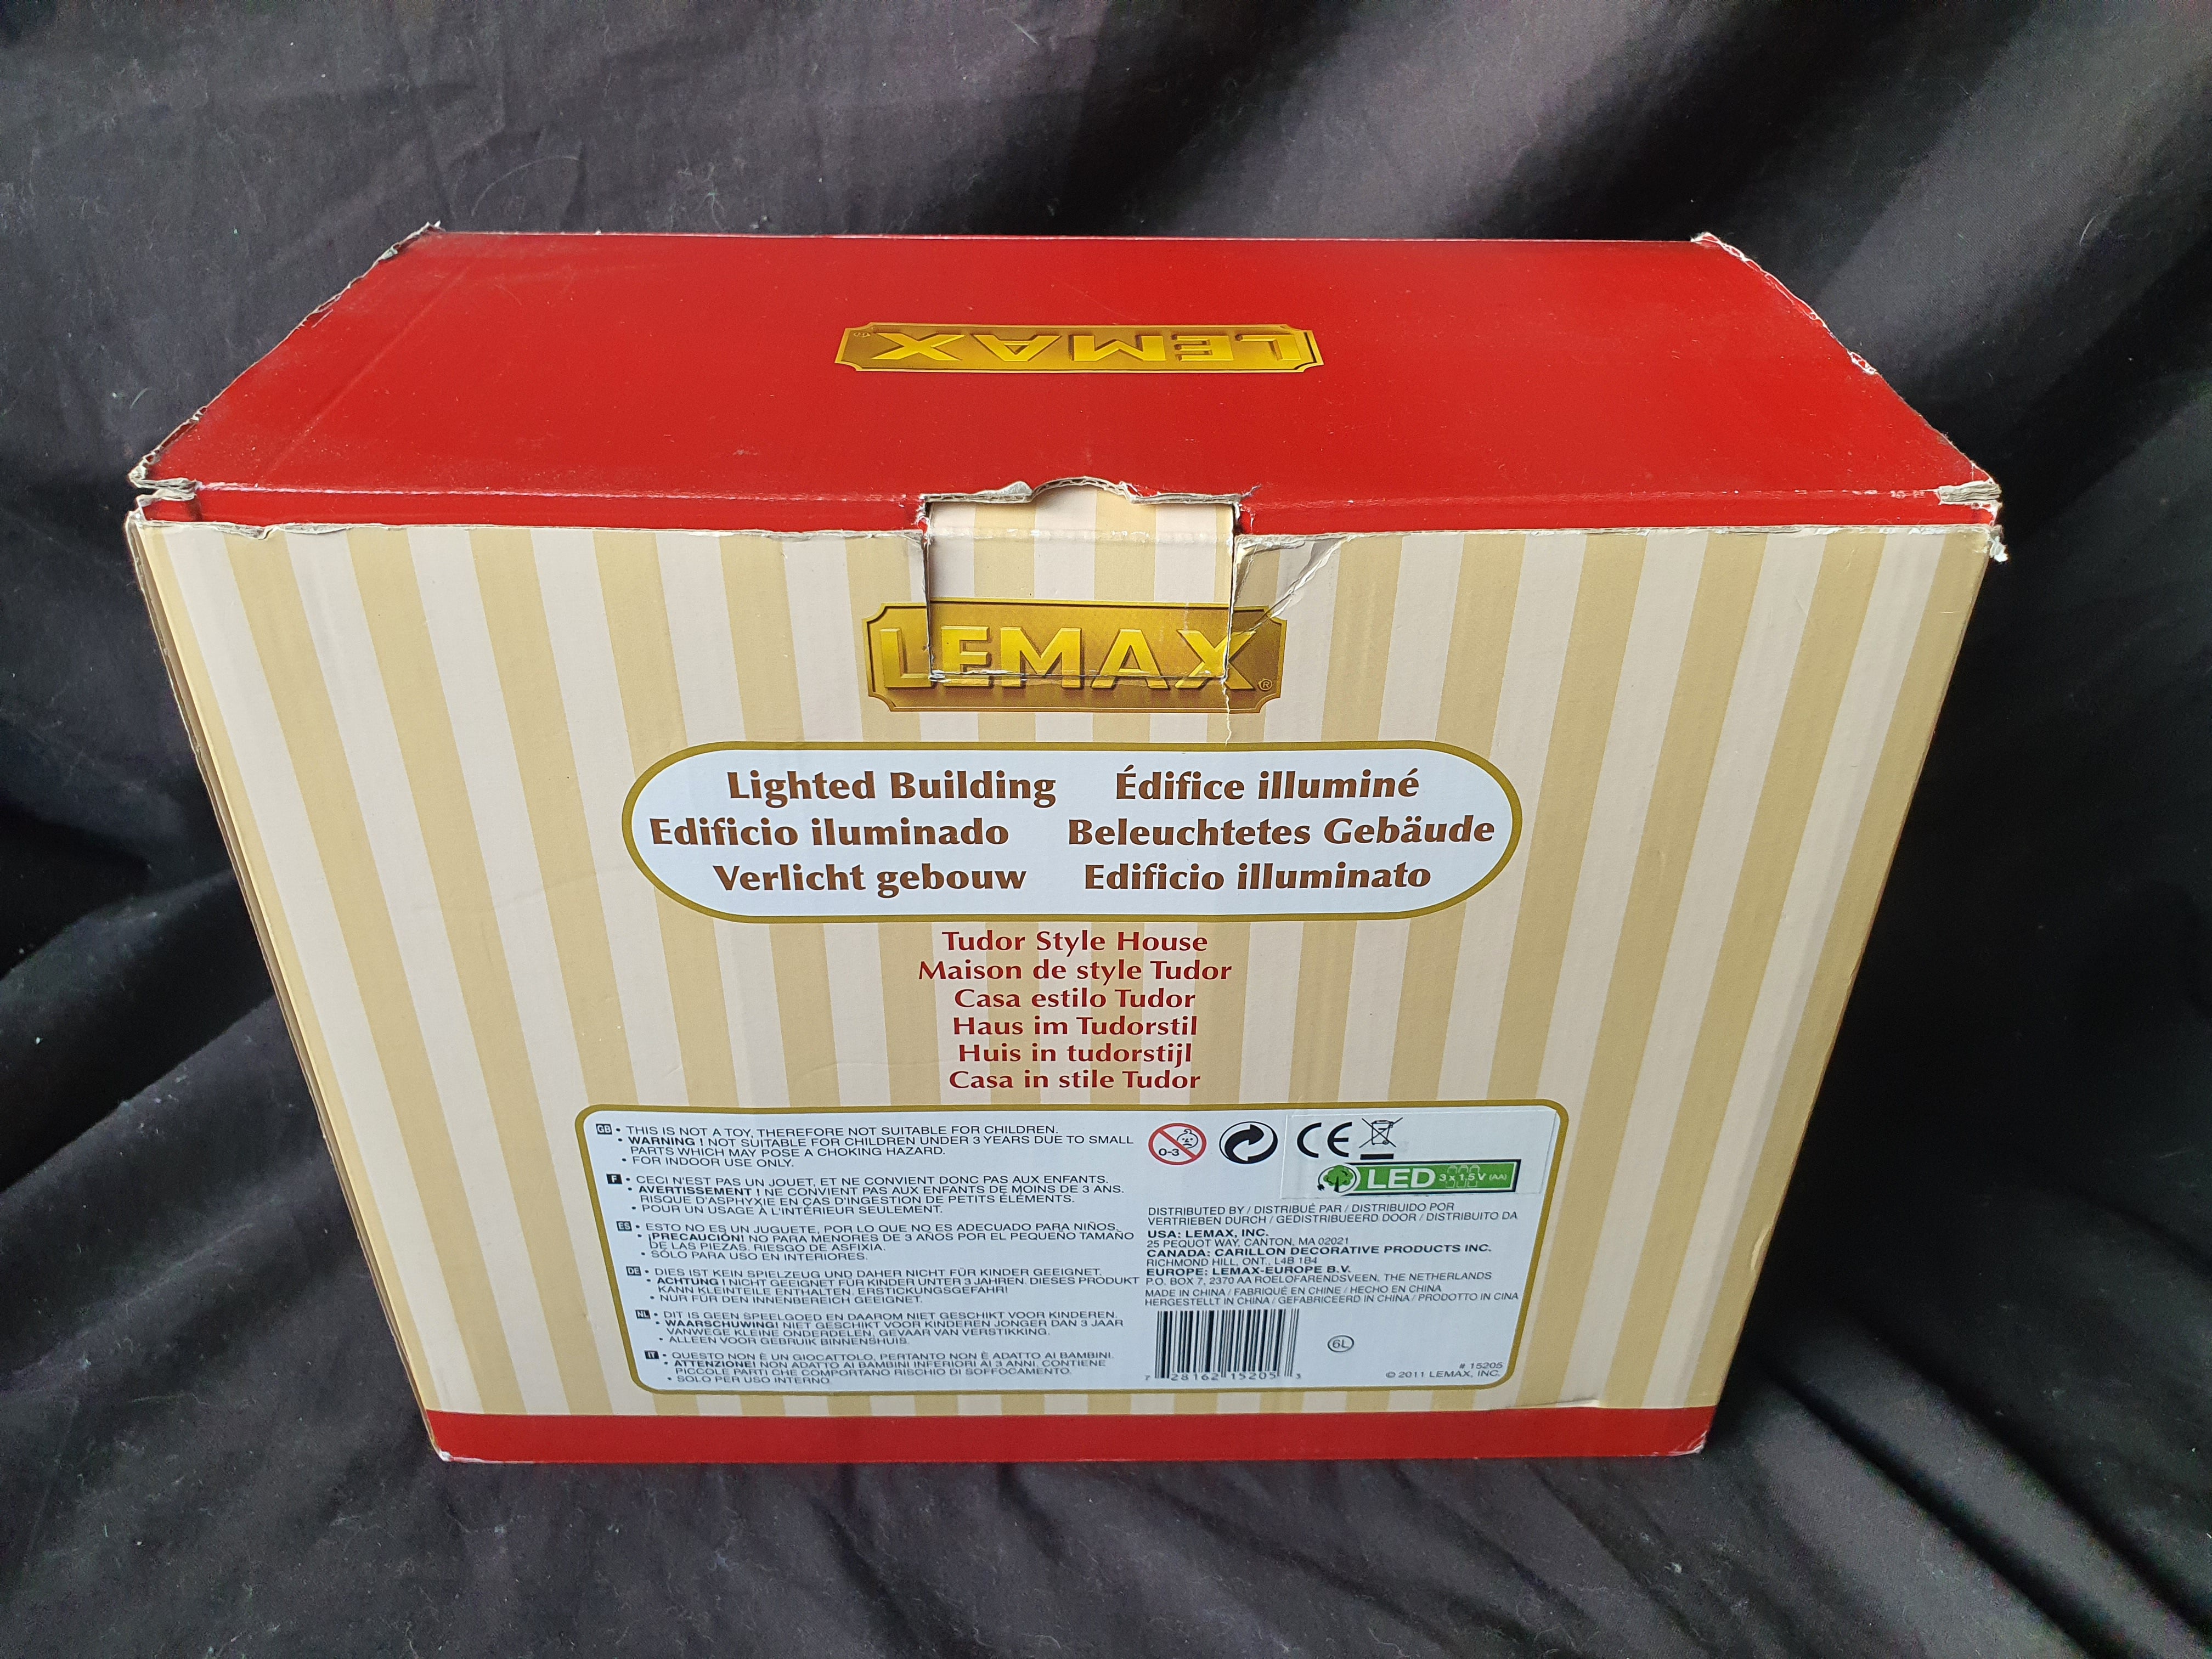 LEMAX
LEMAX®
Lighted Building Édifice illuminé
Edificio iluminado Beleuchtetes Gebäude
Verlicht gebouw Edificio illuminato
Tudor Style House
Maison de style Tudor
Casa estilo Tudor
Haus im Tudorstil
Huis in tudorstijl
Casa in stile Tudor
GB • THIS IS NOT A TOY, THEREFORE NOT SUITABLE FOR CHILDREN.
• WARNING ! NOT SUITABLE FOR CHILDREN UNDER 3 YEARS DUE TO SMALL
PARTS WHICH MAY POSE A CHOKING HAZARD.
• FOR INDOOR USE ONLY.
F • CECI N'EST PAS UN JOUET, ET NE CONVIENT DONC PAS AUX ENFANTS.
• AVERTISSEMENT ! NE CONVIENT PAS AUX ENFANTS DE MOINS DE 3 ANS.
RISQUE D'ASPHYXIE EN CAS D'INGESTION DE PETITS ÉLÉMENTS.
• POUR UN USAGE À L'INTÉRIEUR SEULEMENT.
ES • ESTO NO ES UN JUGUETE, POR LO QUE NO ES ADECUADO PARA NIÑOS.
• ¡PRECAUCIÓN! NO PARA MENORES DE 3 AÑOS POR EL PEQUEÑO TAMAÑO
DE LAS PIEZAS. RIESGO DE ASFIXIA.
• SÓLO PARA USO EN INTERIORES.
DE • DIES IST KEIN SPIELZEUG UND DAHER NICHT FÜR KINDER GEEIGNET.
• ACHTUNG ! NICHT GEEIGNET FÜR KINDER UNTER 3 JAHREN. DIESES PRODUKT
KANN KLEINTEILE ENTHALTEN. ERSTICKUNGSGEFAHR!
• NUR FÜR DEN INNENBEREICH GEEIGNET.
NL • DIT IS GEEN SPEELGOED EN DAAROM NIET GESCHIKT VOOR KINDEREN.
• WAARSCHUWING! NIET GESCHIKT VOOR KINDEREN JONGER DAN 3 JAAR
VANWEGE KLEINE ONDERDELEN, GEVAAR VAN VERSTIKKING.
• ALLEEN VOOR GEBRUIK BINNENSHUIS.
IT • QUESTO NON È UN GIOCATTOLO, PERTANTO NON È ADATTO AI BAMBINI.
• ATTENZIONE! NON ADATTO AI BAMBINI INFERIORI AI 3 ANNI. CONTIENE
PICCOLE PARTI CHE COMPORTANO RISCHIO DI SOFFOCAMENTO.
• SOLO PER USO INTERNO.
0-3 CE
LED 3 x 1.5 V (AA)
DISTRIBUTED BY / DISTRIBUÉ PAR / DISTRIBUIDO POR
VERTRIEBEN DURCH / GEDISTRIBUEERD DOOR / DISTRIBUITO DA
USA: LEMAX, INC.
25 PEQUOT WAY, CANTON, MA 02021
CANADA: CARILLON DECORATIVE PRODUCTS INC.
RICHMOND HILL, ONT., L4B 1B4
EUROPE: LEMAX-EUROPE B.V.
P.O. BOX 7, 2370 AA ROELOFARENDSVEEN, THE NETHERLANDS
MADE IN CHINA / FABRIQUÉ EN CHINE / HECHO EN CHINA
HERGESTELLT IN CHINA / GEFABRICEERD IN CHINA / PRODOTTO IN CINA
6L
# 15205
7 28162 15205 3
© 2011 LEMAX, INC.